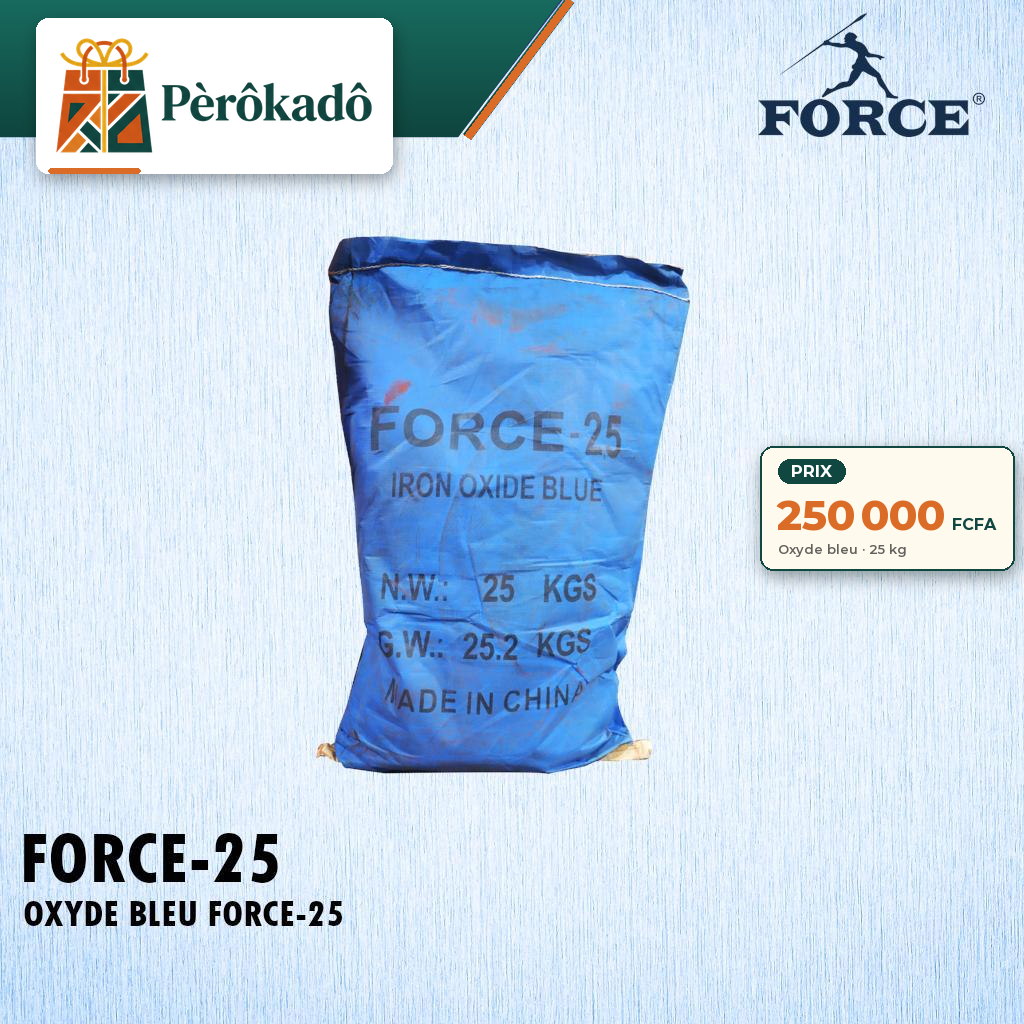 Pèrôkadô
FORCE®
FORCE-25
IRON OXIDE BLUE
N.W.: 25 KGS
G.W.: 25.2 KGS
MADE IN CHINA
PRIX
250 000 FCFA
Oxyde bleu · 25 kg
FORCE-25
OXYDE BLEU FORCE-25